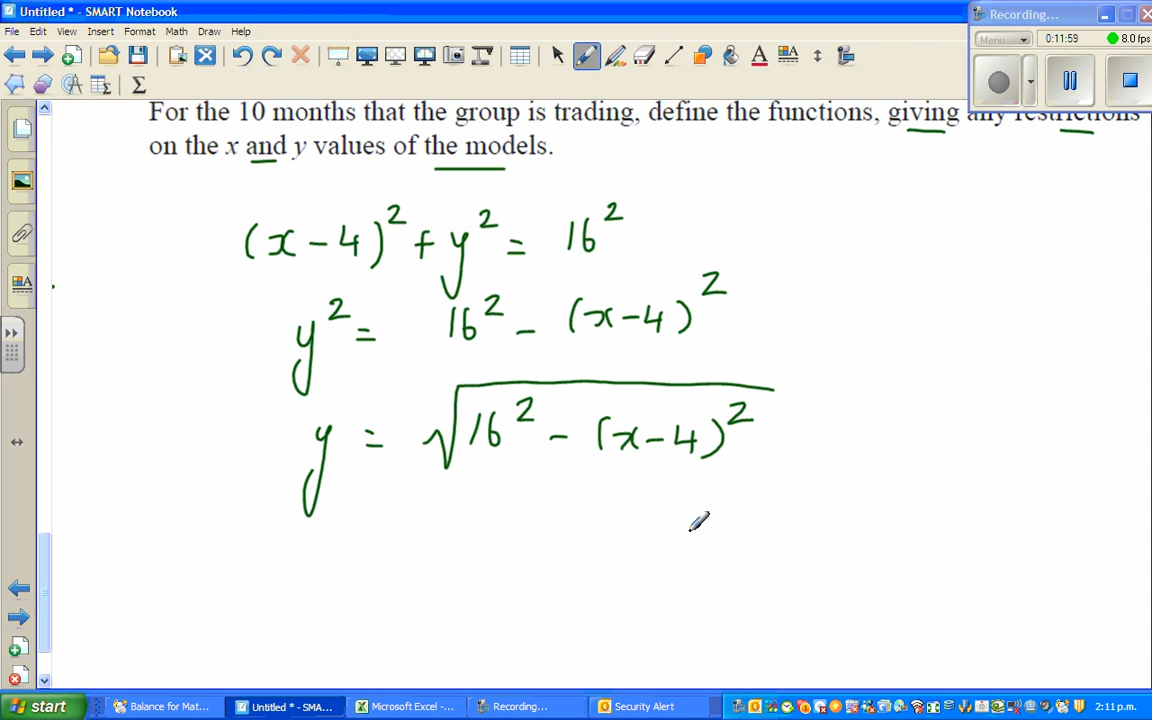 Untitled * - SMART Notebook
Recording...
File Edit View Insert Format Math Draw Help
Menu 0:11:59 8.0 fps
For the 10 months that the group is trading, define the functions, giving any restrictions
on the x and y values of the models.
(x-4)² + y² = 16²
y² = 16² - (x-4)²
y = √16² - (x-4)²
start Balance for Mat... Untitled * - SMA... Microsoft Excel -... Recording... Security Alert 2:11 p.m.